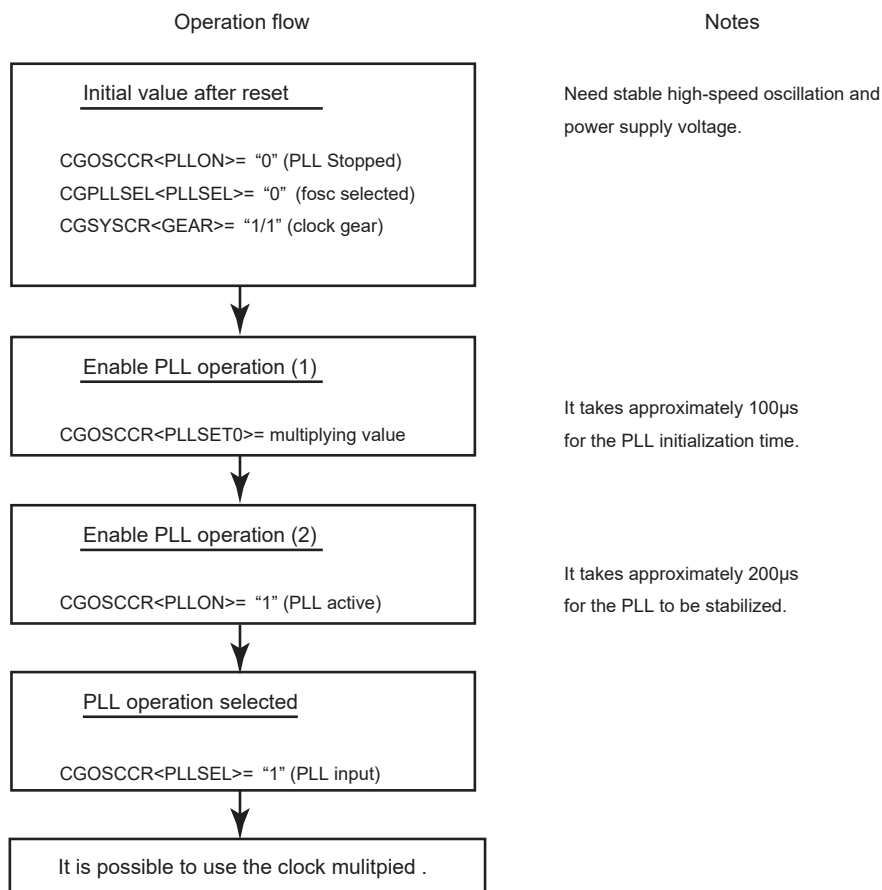 Operation flow
Notes
Initial value after reset
CGOSCCR<PLLON>= “0” (PLL Stopped)
CGPLLSEL<PLLSEL>= “0” (fosc selected)
CGSYSCR<GEAR>= “1/1” (clock gear)
Need stable high-speed oscillation and
power supply voltage.
Enable PLL operation (1)
CGOSCCR<PLLSET0>= multiplying value
It takes approximately 100μs
for the PLL initialization time.
Enable PLL operation (2)
CGOSCCR<PLLON>= “1” (PLL active)
It takes approximately 200μs
for the PLL to be stabilized.
PLL operation selected
CGOSCCR<PLLSEL>= “1” (PLL input)
It is possible to use the clock mulitpied .